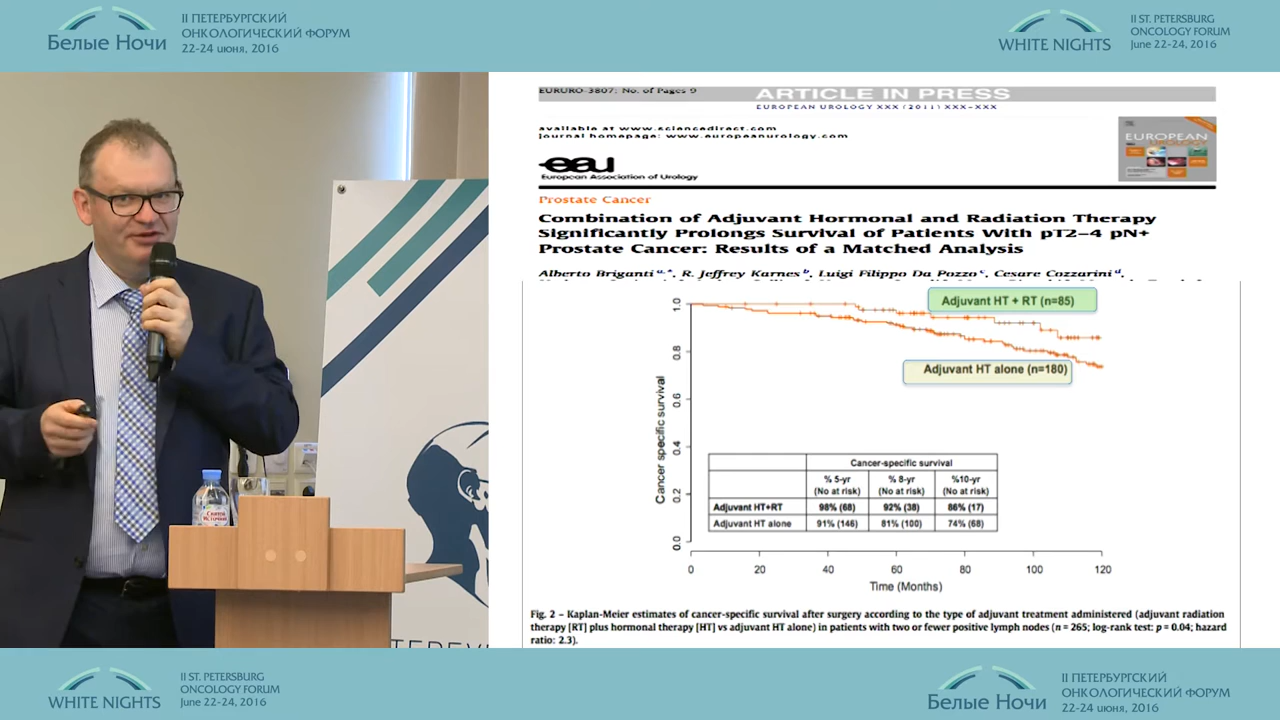 Белые Ночи
II ПЕТЕРБУРГСКИЙ
ОНКОЛОГИЧЕСКИЙ ФОРУМ
22-24 июня, 2016
WHITE NIGHTS
II ST. PETERSBURG
ONCOLOGY FORUM
June 22-24, 2016
EURURO-3807; No. of Pages 9
ARTICLE IN PRESS
EUROPEAN UROLOGY XXX (2011) XXX–XXX
available at www.sciencedirect.com
journal homepage: www.europeanurology.com
EUROPEAN
UROLOGY
eau
European Association of Urology
Prostate Cancer
Combination of Adjuvant Hormonal and Radiation Therapy
Significantly Prolongs Survival of Patients With pT2–4 pN+
Prostate Cancer: Results of a Matched Analysis
Alberto Briganti a,*, R. Jeffrey Karnes b, Luigi Filippo Da Pozzo c, Cesare Cozzarini d,
Adjuvant HT + RT (n=85)
Adjuvant HT alone (n=180)
Cancer specific survival
1.0
0.8
0.6
0.4
0.2
0.0
Cancer-specific survival
% 5-yr (No at risk) % 8-yr (No at risk) %10-yr (No at risk)
Adjuvant HT+RT 98% (68) 92% (38) 86% (17)
Adjuvant HT alone 91% (146) 81% (100) 74% (68)
0 20 40 60 80 100 120
Time (Months)
Fig. 2 – Kaplan-Meier estimates of cancer-specific survival after surgery according to the type of adjuvant treatment administered (adjuvant radiation
therapy [RT] plus hormonal therapy [HT] vs adjuvant HT alone) in patients with two or fewer positive lymph nodes (n = 265; log-rank test: p = 0.04; hazard
ratio: 2.3).
Святой
Источник
WHITE NIGHTS
II ST. PETERSBURG
ONCOLOGY FORUM
June 22-24, 2016
Белые Ночи
II ПЕТЕРБУРГСКИЙ
ОНКОЛОГИЧЕСКИЙ ФОРУМ
22-24 июня, 2016